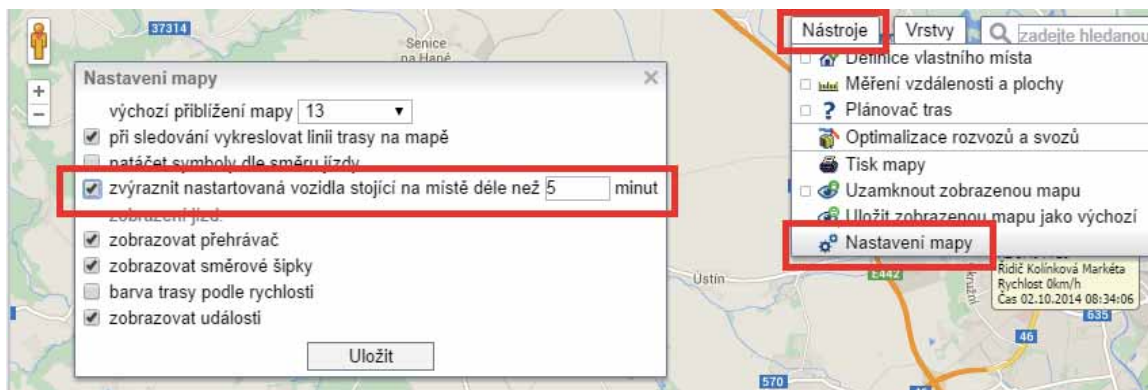 37314
Senice
na Hané
Nastavení mapy
výchozí přiblížení mapy 13
při sledování vykreslovat linii trasy na mapě
natáčet symboly dle směru jízdy
zvýraznit nastartovaná vozidla stojící na místě déle než 5 minut
zobrazení jízd:
zobrazovat přehrávač
zobrazovat směrové šipky
barva trasy podle rychlosti
zobrazovat události
Uložit
Nástroje
Vrstvy
zadejte hledanou
Definice vlastního místa
Měření vzdálenosti a plochy
Plánovač tras
Optimalizace rozvozů a svozů
Tisk mapy
Uzamknout zobrazenou mapu
Uložit zobrazenou mapu jako výchozí
Nastavení mapy
Ústín
E442
Řidič Kolínková Markéta
Rychlost 0km/h
Čas 02.10.2014 08:34:06
635
46
570